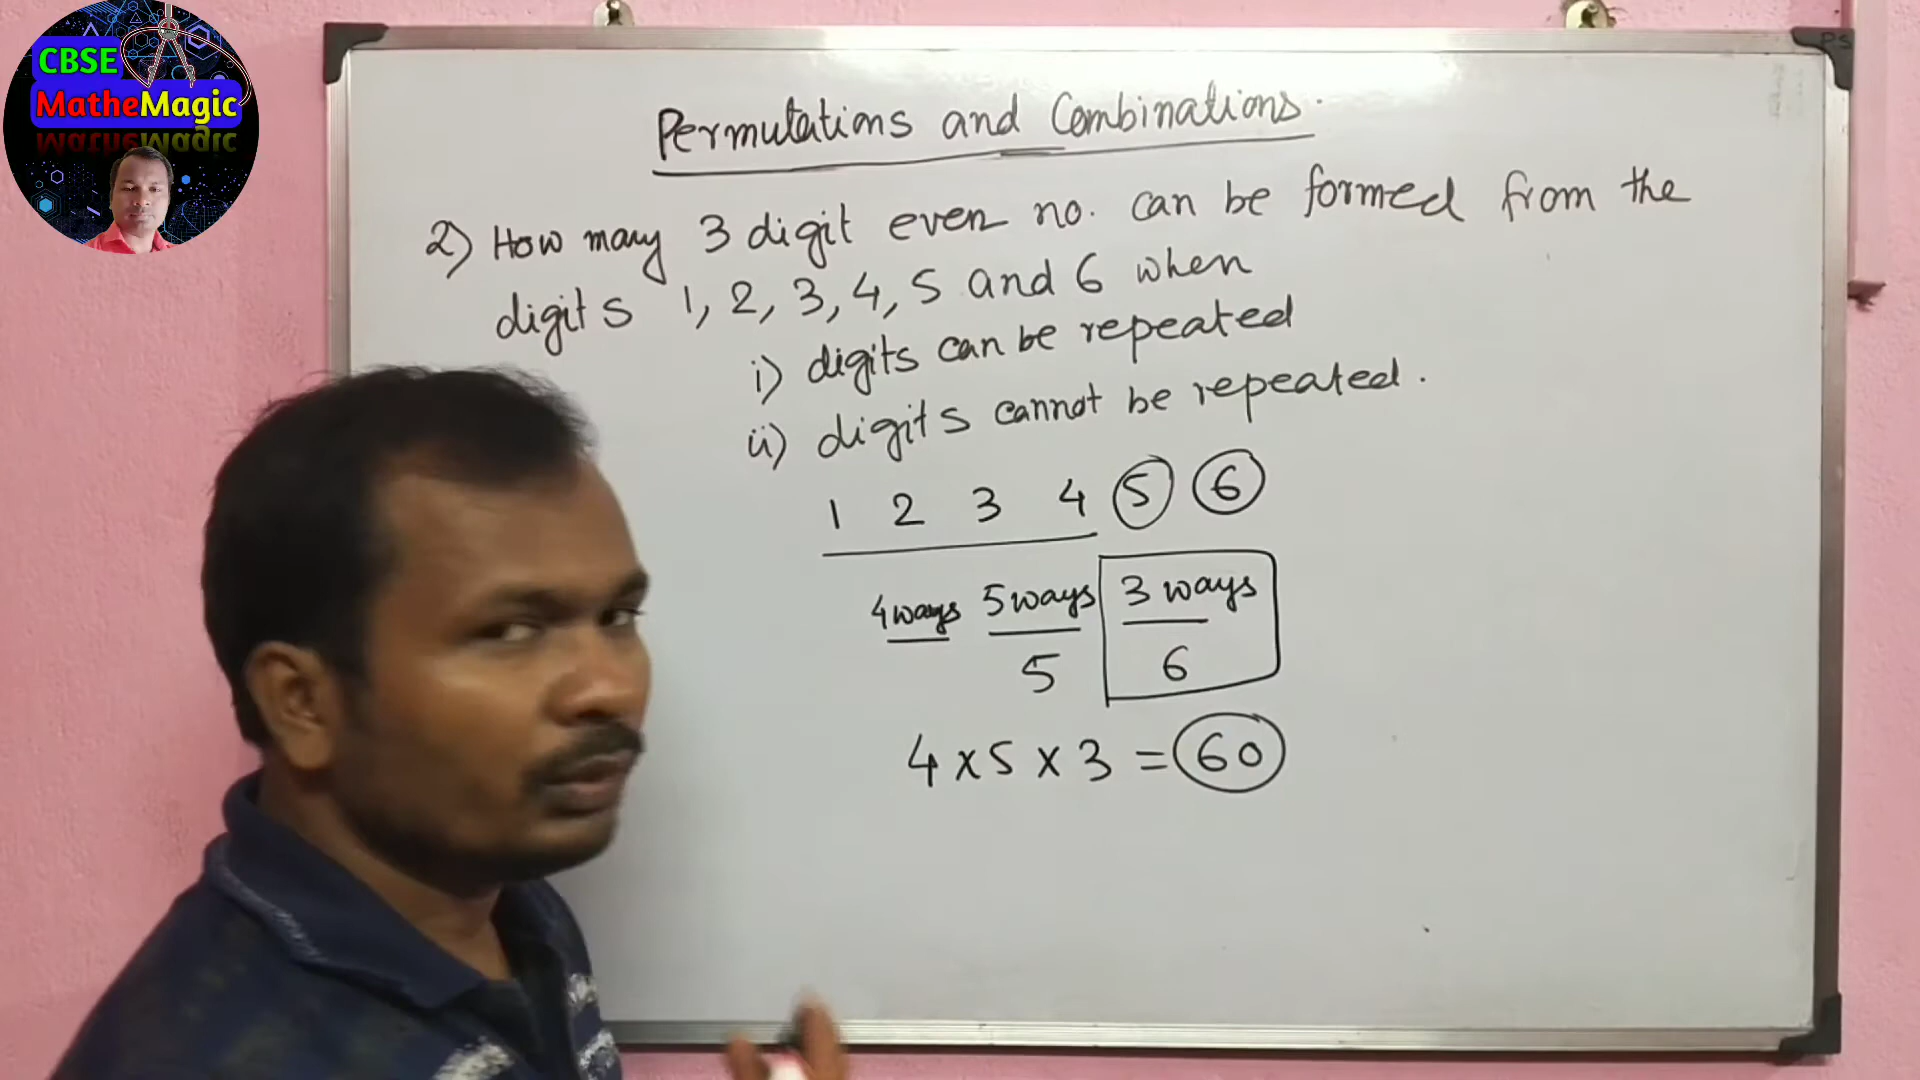 CBSE
MatheMagic
PS
Permutations and Combinations.
2) How many 3 digit even no. can be formed from the
digits 1, 2, 3, 4, 5 and 6 when
i) digits can be repeated
ii) digits cannot be repeated.
1 2 3 4 5 6
4 ways 5 ways 3 ways
5 6
4 x 5 x 3 = 60